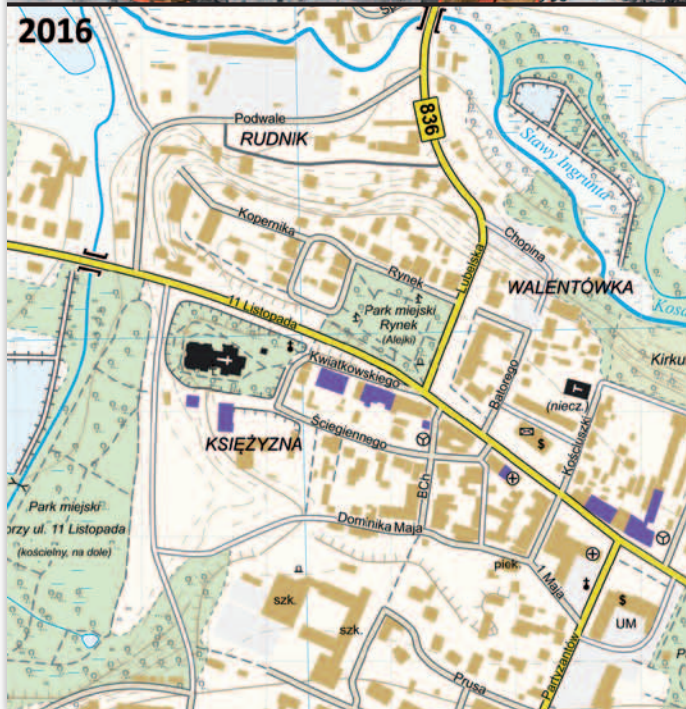 2016
836
Podwale
RUDNIK
Stawy Ingrunia
Kopernika
Chopina
Lubelska
Rynek
WALENTÓWKA
11 Listopada
Park miejski
Rynek
(Alejki)
Kwiatkowskiego
Batorego
Kirku
(niecz.)
$
Kościuszki
KSIĘŻYZNA
Ściegiennego
BCh
Park miejski
przy ul. 11 Listopada
(kościelny, na dole)
Dominika Maja
piek.
1 Maja
szk.
szk.
$
UM
Partyzantów
Prusa
P